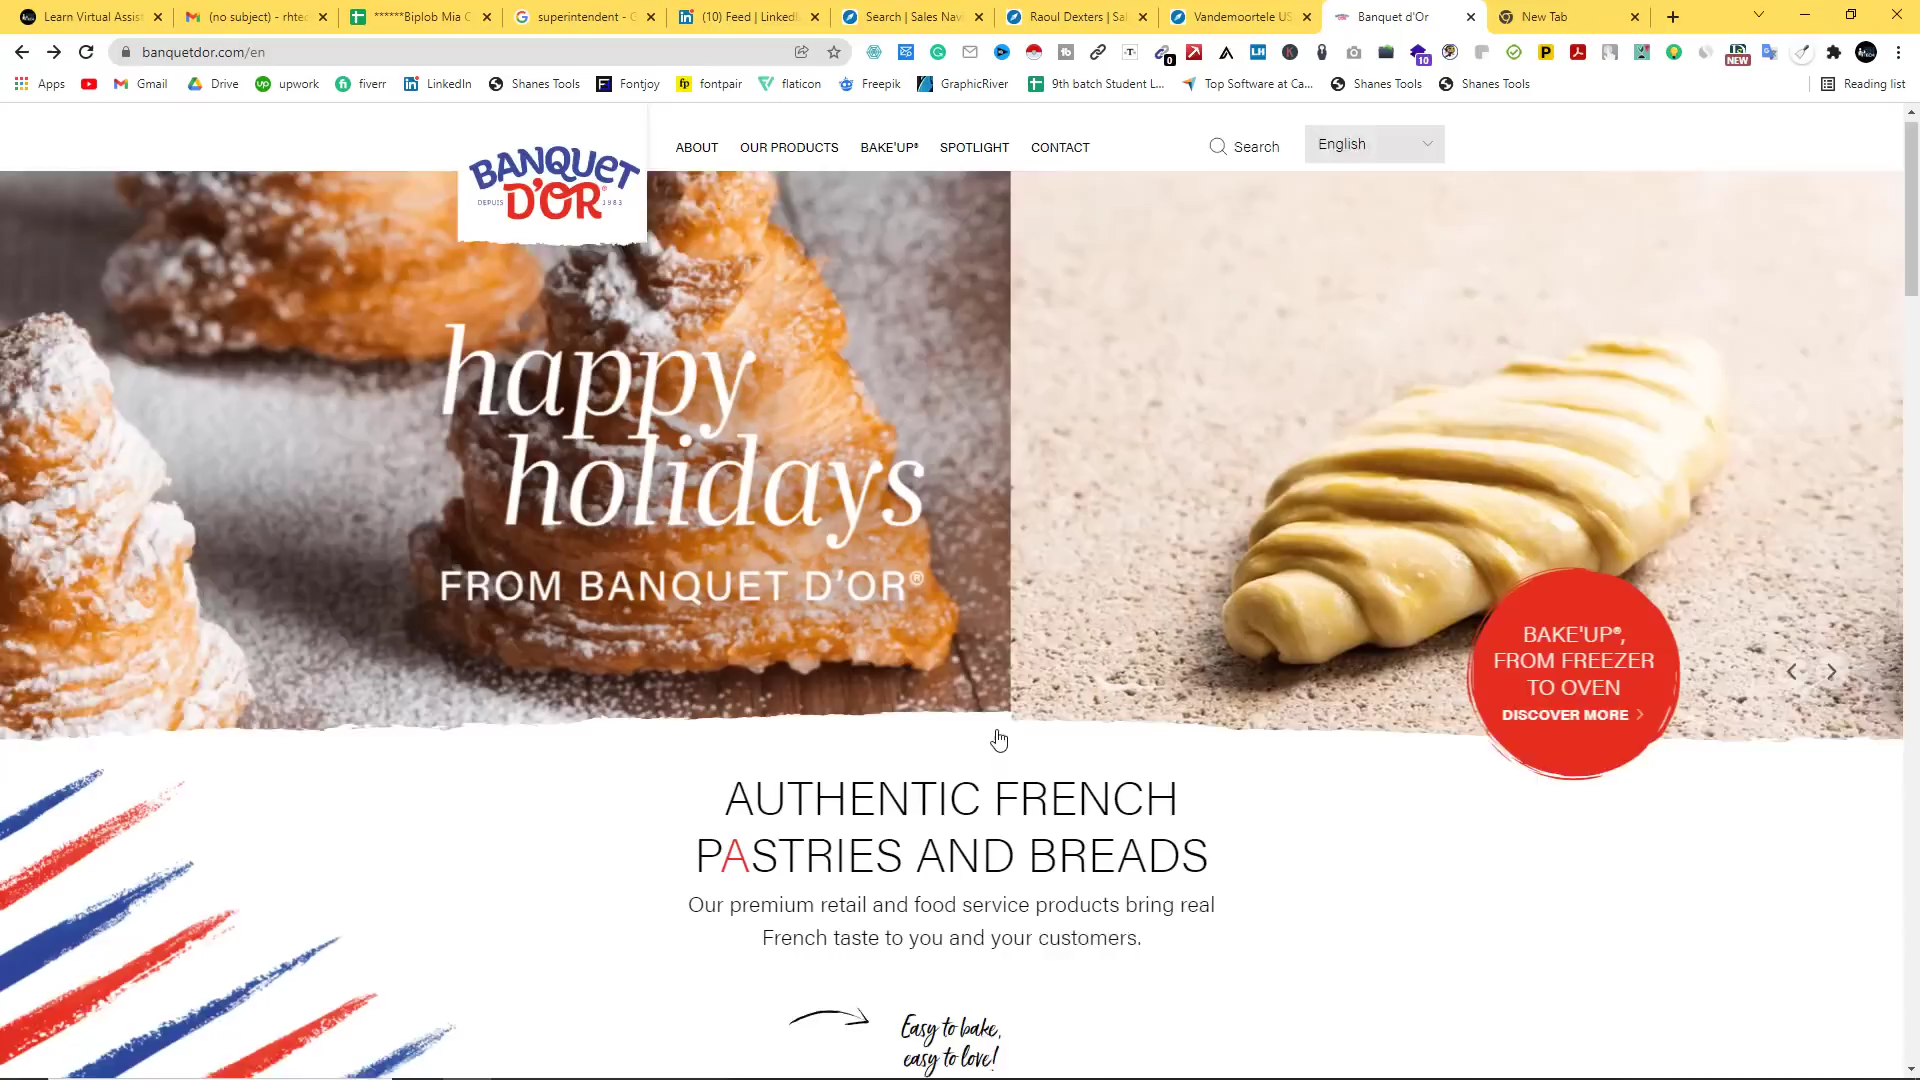 Learn Virtual Assist
(no subject) - rhtec
******Biplob Mia C
superintendent - G
(10) Feed | LinkedI
Search | Sales Nav
Raoul Dexters | Sal
Vandemoortele US
Banquet d'Or
New Tab
banquetdor.com/en
0
10
NEW
Apps
Gmail
Drive
upwork
fiverr
LinkedIn
Shanes Tools
Fontjoy
fontpair
flaticon
Freepik
GraphicRiver
9th batch Student L...
Top Software at Ca...
Shanes Tools
Shanes Tools
Reading list
BANQUET
D'OR®
DEPUIS 1983
ABOUT
OUR PRODUCTS
BAKE'UP®
SPOTLIGHT
CONTACT
Search
English
happy
holidays
FROM BANQUET D'OR®
BAKE'UP®,
FROM FREEZER
TO OVEN
DISCOVER MORE
AUTHENTIC FRENCH
PASTRIES AND BREADS
Our premium retail and food service products bring real
French taste to you and your customers.
Easy to bake,
easy to love!